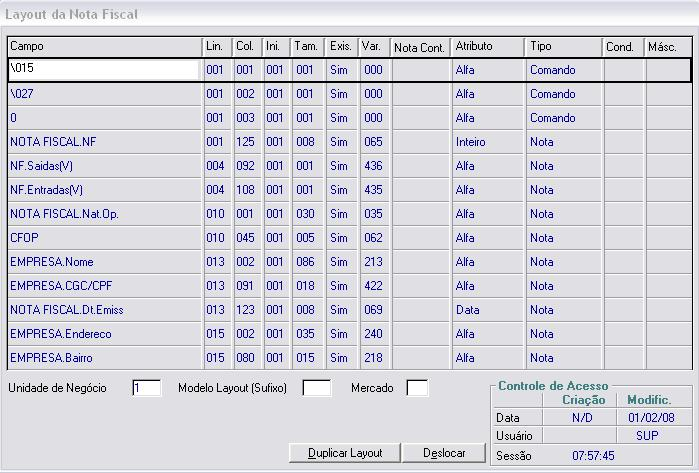 Layout da Nota Fiscal
Campo Lin. Col. Ini. Tam. Exis. Var. Nota Cont. Atributo Tipo Cond. Másc.
\015 001 001 001 001 Sim 000 Alfa Comando
\027 001 002 001 001 Sim 000 Alfa Comando
0 001 003 001 001 Sim 000 Alfa Comando
NOTA FISCAL.NF 001 125 001 008 Sim 065 Inteiro Nota
NF.Saidas(V) 004 092 001 001 Sim 436 Alfa Nota
NF.Entradas(V) 004 108 001 001 Sim 435 Alfa Nota
NOTA FISCAL.Nat.Op. 010 001 001 030 Sim 035 Alfa Nota
CFOP 010 045 001 005 Sim 062 Alfa Nota
EMPRESA.Nome 013 002 001 086 Sim 213 Alfa Nota
EMPRESA.CGC/CPF 013 091 001 018 Sim 422 Alfa Nota
NOTA FISCAL.Dt.Emiss 013 123 001 008 Sim 069 Data Nota
EMPRESA.Endereco 015 002 001 035 Sim 240 Alfa Nota
EMPRESA.Bairro 015 080 001 015 Sim 218 Alfa Nota
Unidade de Negócio 1 Modelo Layout (Sufixo) Mercado
Controle de Acesso
Criação Modific.
Data N/D 01/02/08
Usuário SUP
Sessão 07:57:45
Duplicar Layout Deslocar